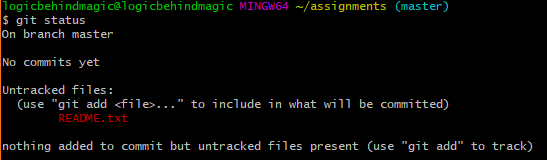 logicbehindmagic@logicbehindmagic MINGW64 ~/assignments (master)
$ git status
On branch master
No commits yet
Untracked files:
(use "git add <file>..." to include in what will be committed)
README.txt
nothing added to commit but untracked files present (use "git add" to track)